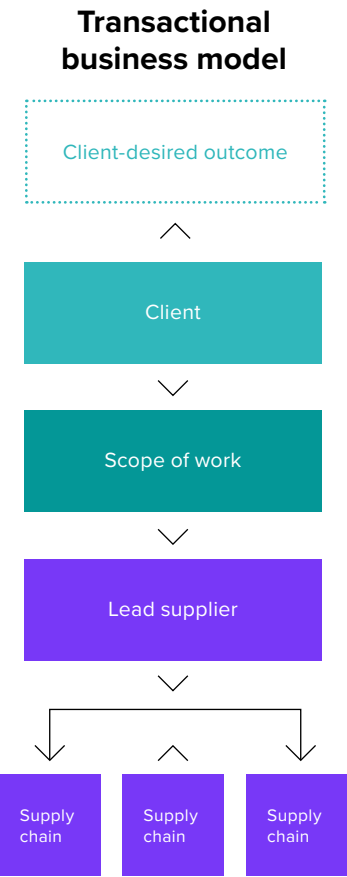 Transactional
business model
Client-desired outcome
Client
Scope of work
Lead supplier
Supply
chain
Supply
chain
Supply
chain